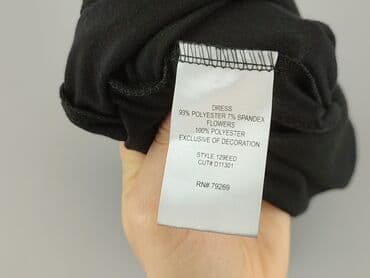 DRESS
93% POLYESTER 7% SPANDEX
FLOWERS
100% POLYESTER
EXCLUSIVE OF DECORATION
STYLE 129EED
CUT# D11301
RN# 79269